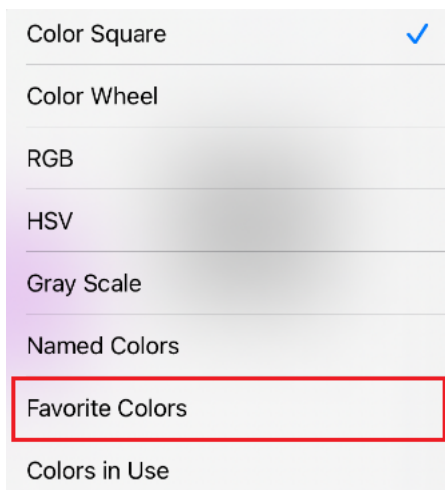 Color Square
Color Wheel
RGB
HSV
Gray Scale
Named Colors
Favorite Colors
Colors in Use